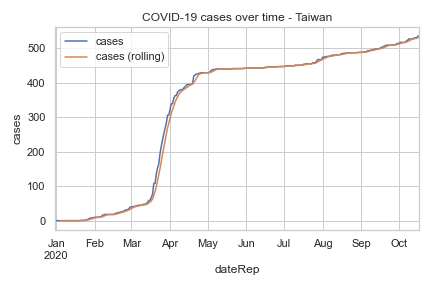 COVID-19 cases over time - Taiwan
cases
cases (rolling)
500
400
300
200
100
0
cases
Jan Feb Mar Apr May Jun Jul Aug Sep Oct
2020
dateRep